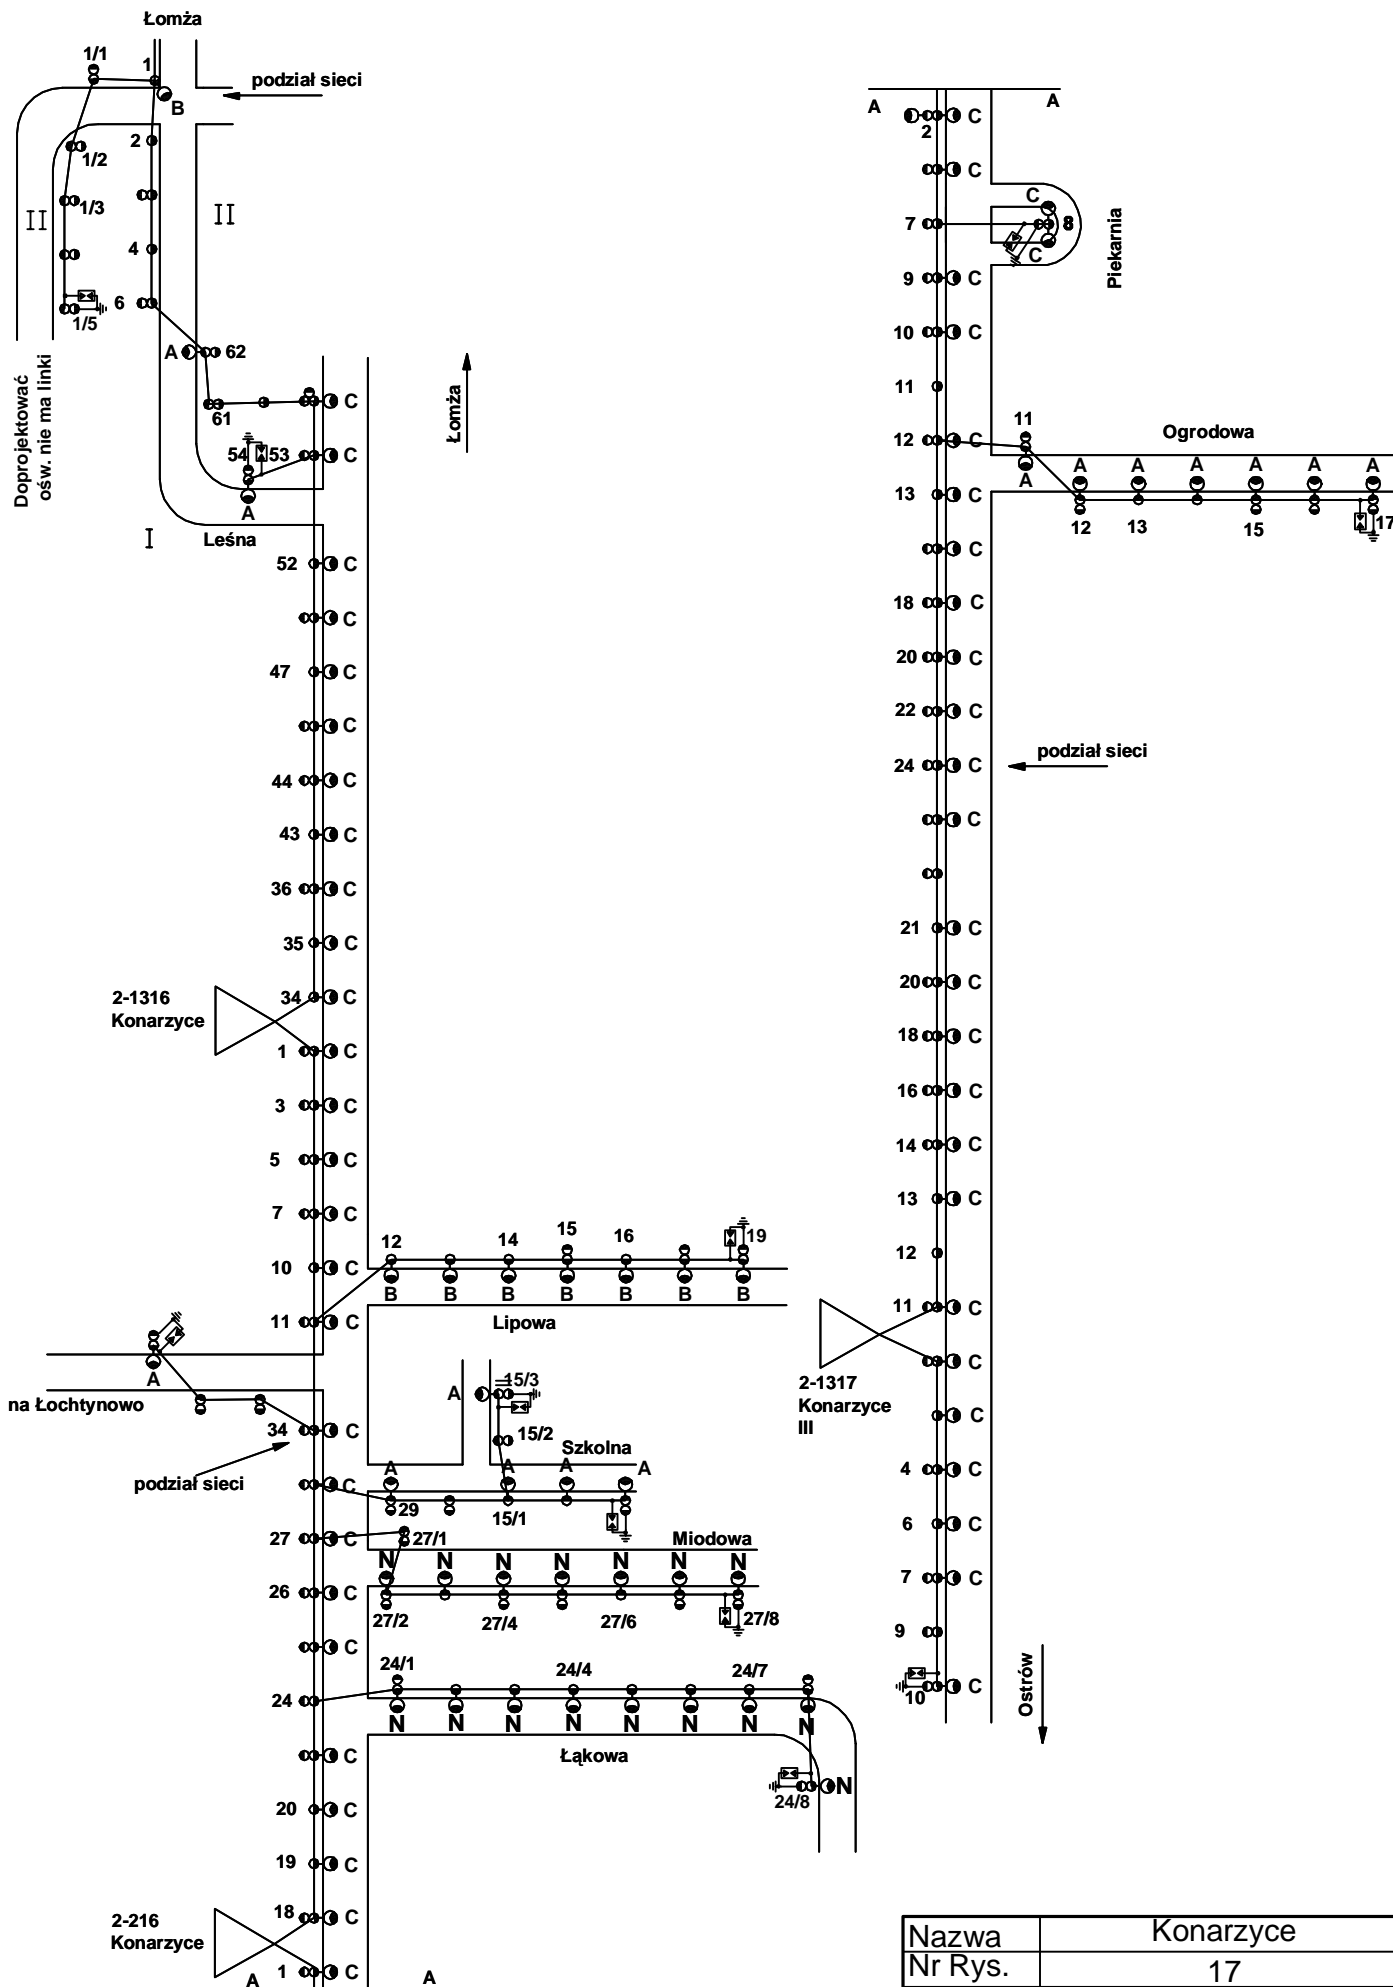 Łomża
1/1
1
B
podział sieci
2
1/2
1/3
II
II
4
6
1/5
A
62
61
C
Łomża
Doprojektować
ośw. nie ma linki
54
53
C
A
I
Leśna
52
C
C
47
C
C
44
C
43
C
36
C
35
C
2-1316
Konarzyce
34
C
1
C
3
C
5
C
7
C
10
C
11
C
12
14
15
16
19
B
B
B
B
B
B
B
Lipowa
A
na Łochtynowo
34
C
podział sieci
A
15/3
15/2
Szkolna
A
A
A
A
C
29
15/1
27
C
27/1
Miodowa
N
N
N
N
N
N
N
26
C
27/2
27/4
27/6
27/8
C
24/1
24/4
24/7
24
N
N
N
N
N
N
N
N
Łąkowa
C
24/8
N
20
C
19
C
2-216
Konarzyce
18
C
A
1
C
A
A
A
2
C
C
7
C
C
8
Piekarnia
9
C
10
C
11
12
C
11
A
Ogrodowa
A
A
A
A
A
A
13
C
12
13
15
17
C
18
C
20
C
22
C
24
C
podział sieci
C
21
C
20
C
18
C
16
C
14
C
13
C
12
11
C
C
2-1317
Konarzyce
III
C
4
C
6
C
7
C
9
10
C
Ostrów
Nazwa
Konarzyce
Nr Rys.
17